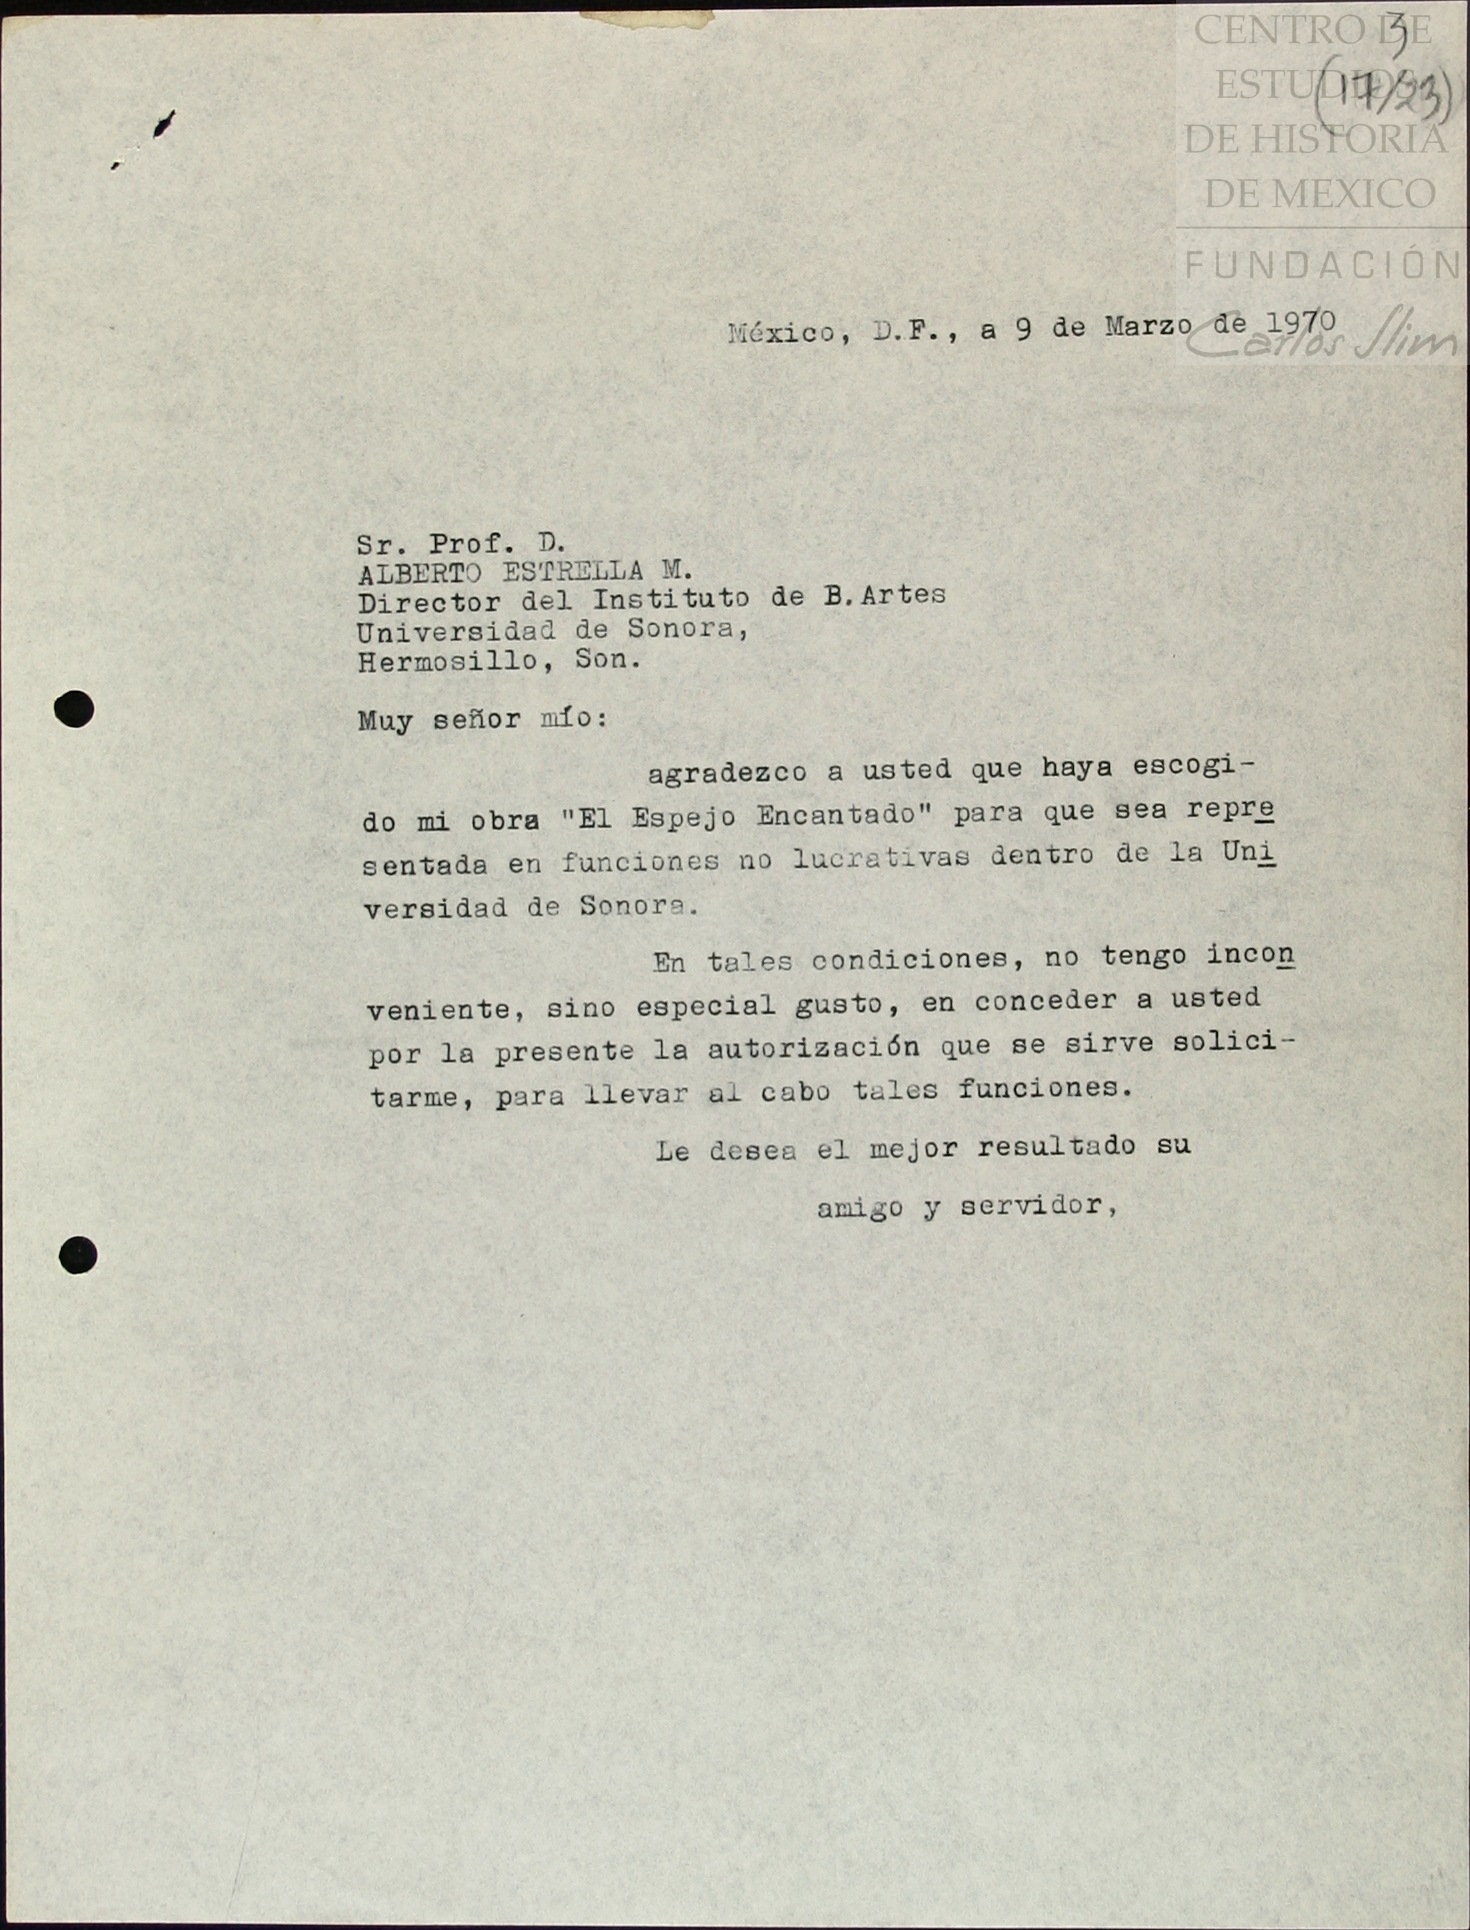 3
(17/23)
CENTRO DE
ESTUDIOS
DE HISTORIA
DE MEXICO
FUNDACIÓN
Carlos Slim
México, D.F., a 9 de Marzo de 1970
Sr. Prof. D.
ALBERTO ESTRELLA M.
Director del Instituto de B.Artes
Universidad de Sonora,
Hermosillo, Son.
Muy señor mío:
agradezco a usted que haya escogi-
do mi obra "El Espejo Encantado" para que sea repre
sentada en funciones no lucrativas dentro de la Uni
versidad de Sonora.
En tales condiciones, no tengo incon
veniente, sino especial gusto, en conceder a usted
por la presente la autorización que se sirve solici-
tarme, para llevar al cabo tales funciones.
Le desea el mejor resultado su
amigo y servidor,